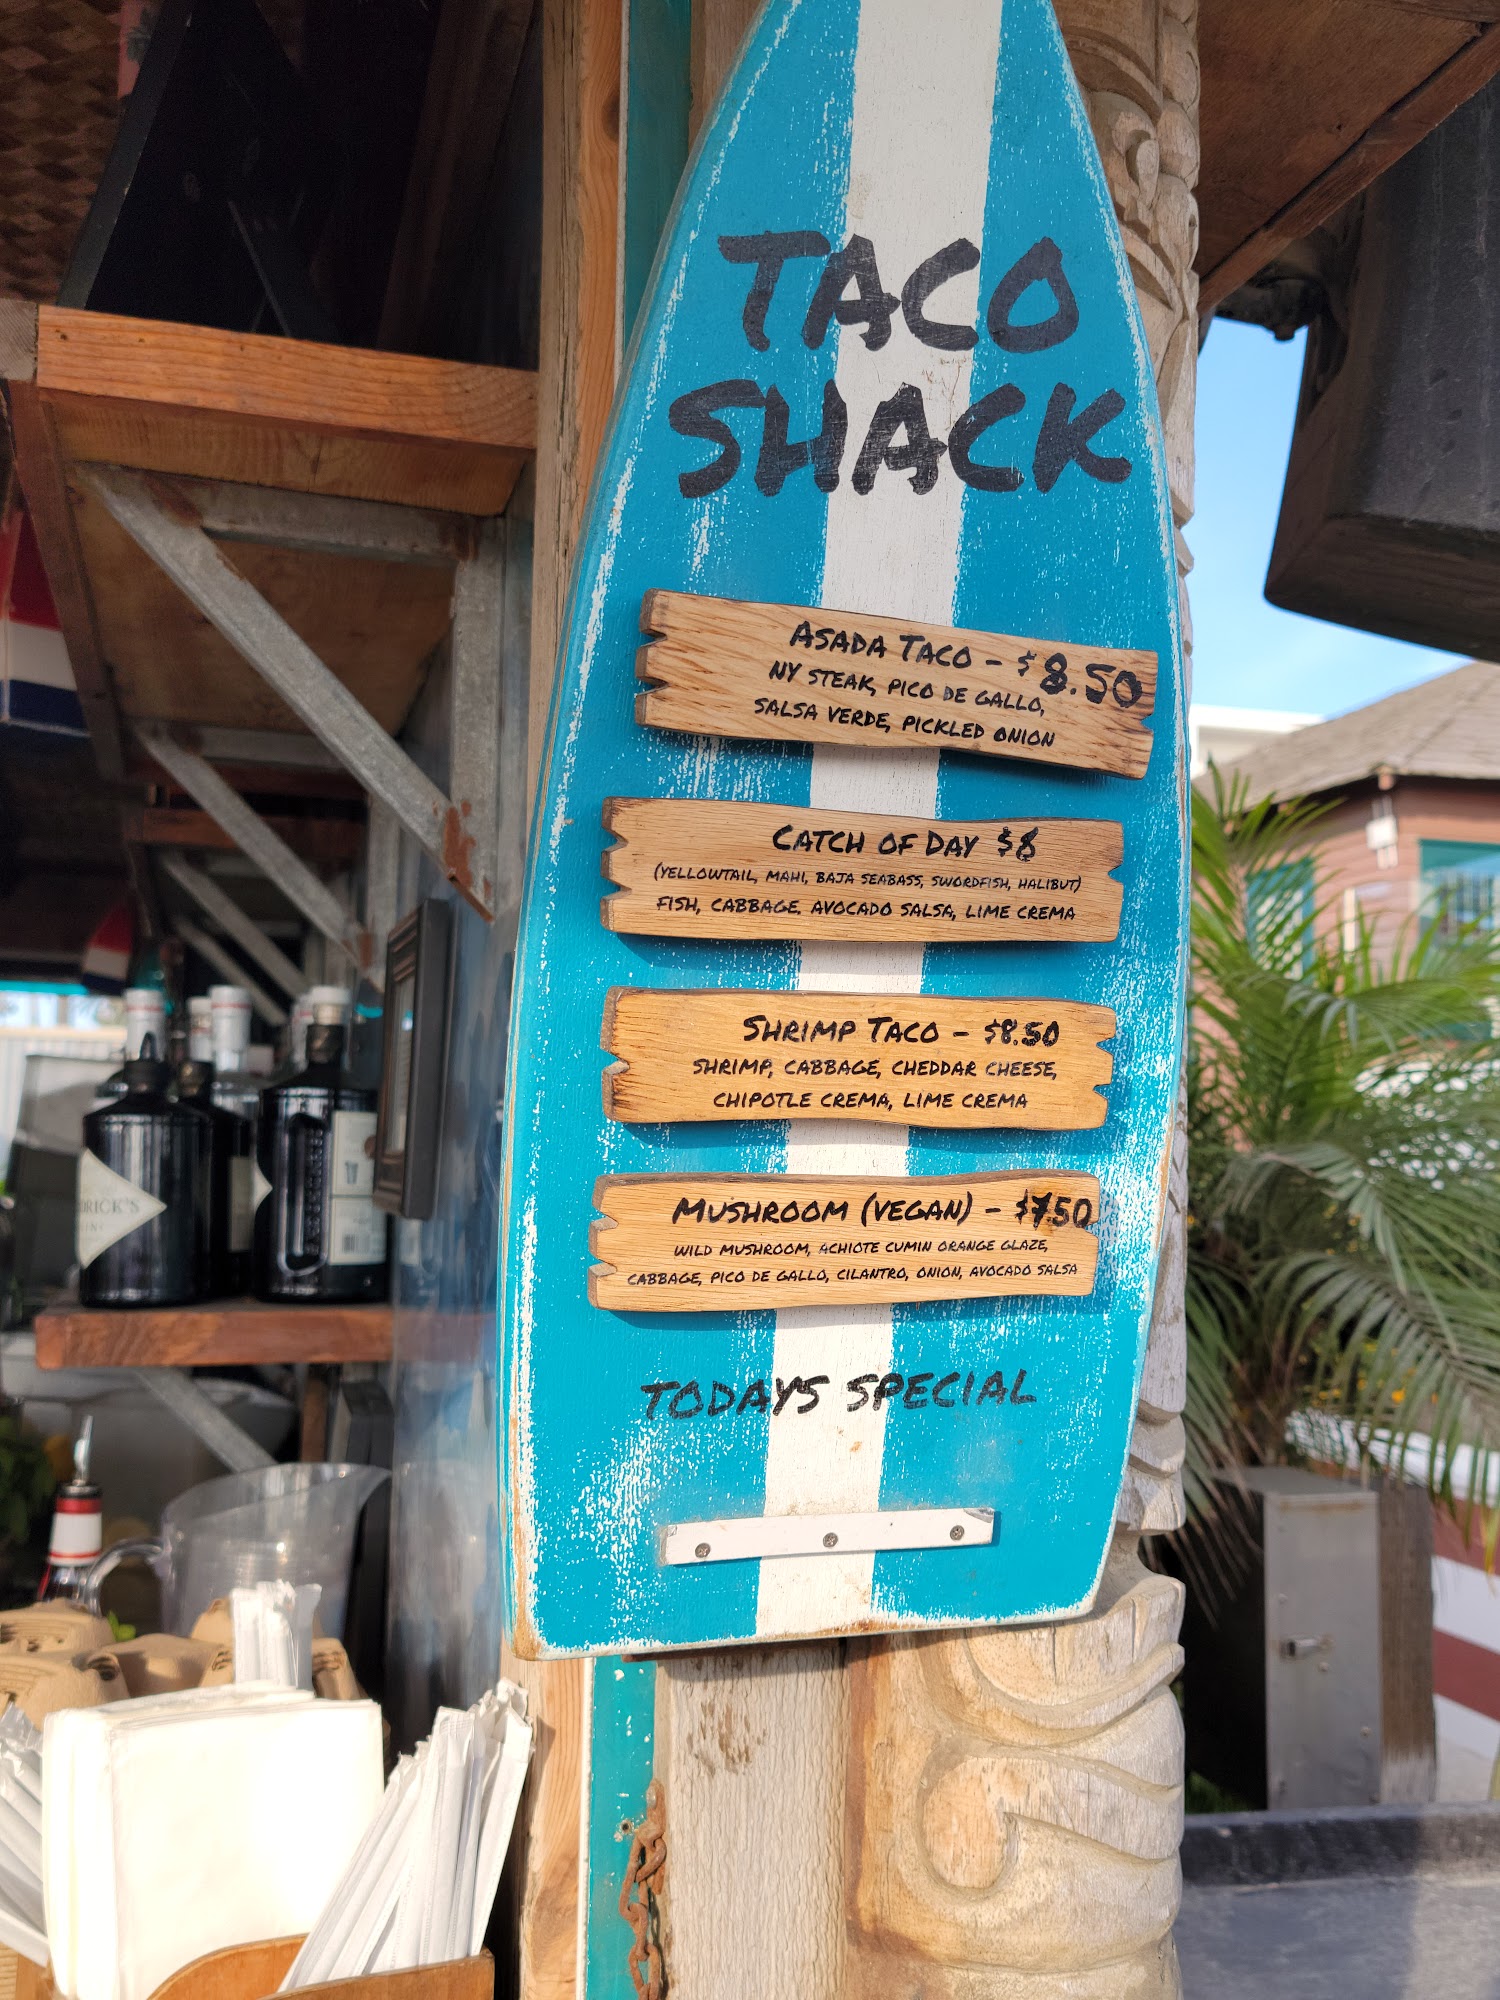 TACO
SHACK
ASADA TACO - $8.50
NY STEAK, PICO DE GALLO,
SALSA VERDE, PICKLED ONION
CATCH OF DAY $8
(YELLOWTAIL, MAHI, BAJA SEABASS, SWORDFISH, HALIBUT)
FISH, CABBAGE, AVOCADO SALSA, LIME CREMA
SHRIMP TACO - $8.50
SHRIMP, CABBAGE, CHEDDAR CHEESE,
CHIPOTLE CREMA, LIME CREMA
MUSHROOM (VEGAN) - $7.50
WILD MUSHROOM, ACHIOTE CUMIN ORANGE GLAZE,
CABBAGE, PICO DE GALLO, CILANTRO, ONION, AVOCADO SALSA
TODAYS SPECIAL